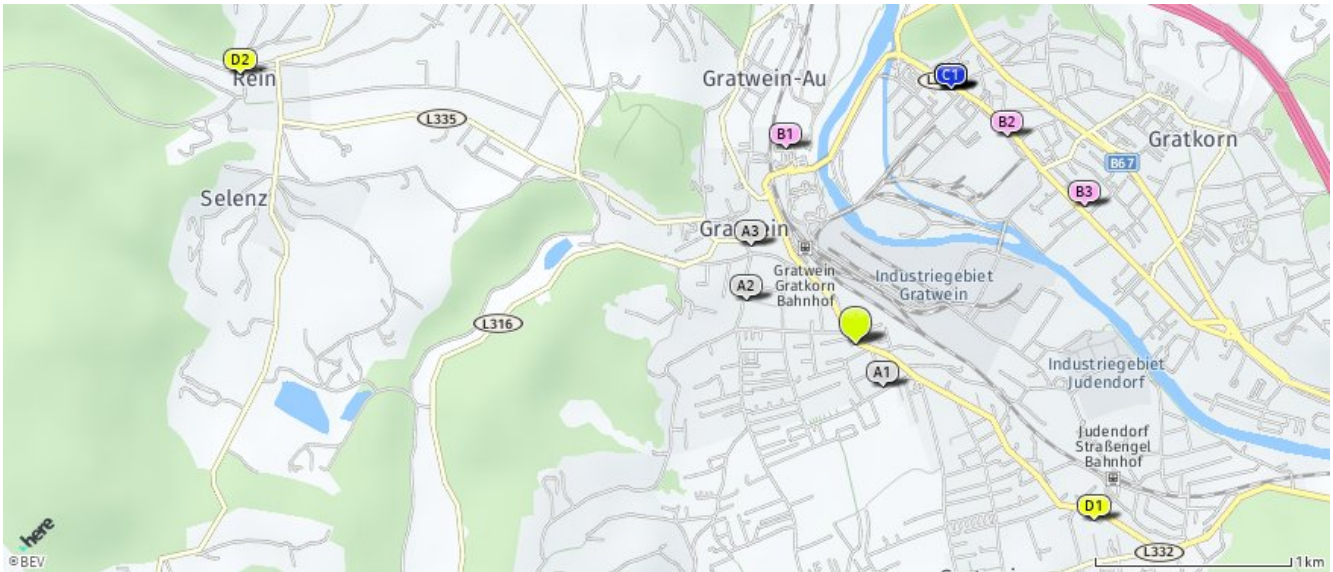 D2
Rein
L335
Selenz
Gratwein-Au
B1
C1
B2
Gratkorn
B67
B3
A3
A2
Gratwein
Gratkorn
Bahnhof
Industriegebiet
Gratwein
L316
A1
Industriegebiet
Judendorf
Judendorf
Straßengel
Bahnhof
D1
L332
here
©BEV
1km